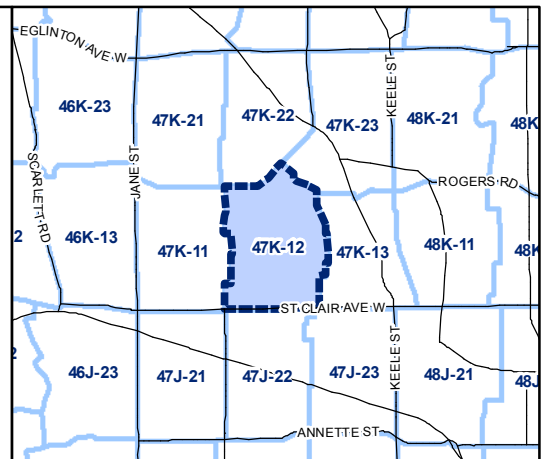 EGLINTON AVE W
46K-23
47K-21
47K-22
47K-23
KEELE ST
48K-21
48K
SCARLETT RD
JANE ST
ROGERS RD
2
46K-13
47K-11
47K-12
47K-13
48K-11
48K
ST CLAIR AVE W
2
46J-23
47J-21
47J-22
47J-23
KEELE ST
48J-21
48J
ANNETTE ST